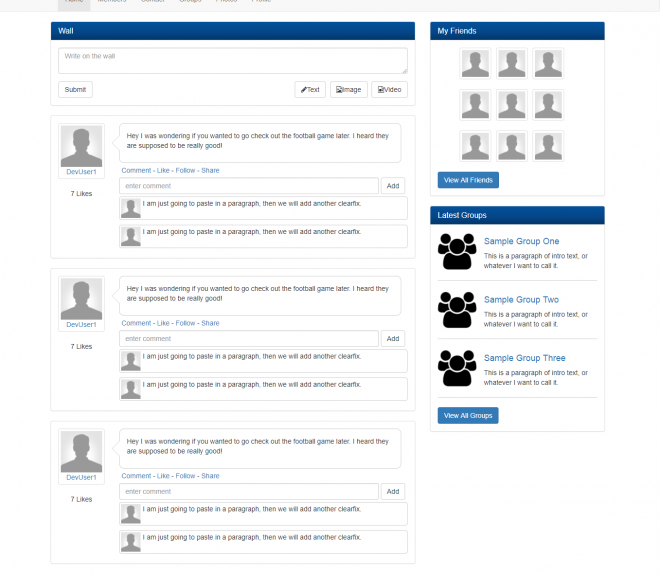 Home Members Contact Groups Photos Profile
Wall
Write on the wall
Submit
Text
Image
Video
Hey I was wondering if you wanted to go check out the football game later. I heard they
are supposed to be really good!
DevUser1
7 Likes
Comment - Like - Follow - Share
enter comment
Add
I am just going to paste in a paragraph, then we will add another clearfix.
I am just going to paste in a paragraph, then we will add another clearfix.
Hey I was wondering if you wanted to go check out the football game later. I heard they
are supposed to be really good!
DevUser1
7 Likes
Comment - Like - Follow - Share
enter comment
Add
I am just going to paste in a paragraph, then we will add another clearfix.
I am just going to paste in a paragraph, then we will add another clearfix.
Hey I was wondering if you wanted to go check out the football game later. I heard they
are supposed to be really good!
DevUser1
7 Likes
Comment - Like - Follow - Share
enter comment
Add
I am just going to paste in a paragraph, then we will add another clearfix.
I am just going to paste in a paragraph, then we will add another clearfix.
My Friends
View All Friends
Latest Groups
Sample Group One
This is a paragraph of intro text, or
whatever I want to call it.
Sample Group Two
This is a paragraph of intro text, or
whatever I want to call it.
Sample Group Three
This is a paragraph of intro text, or
whatever I want to call it.
View All Groups